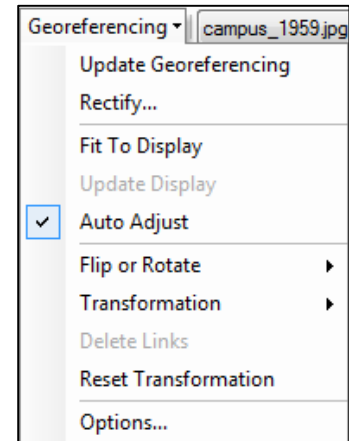 Georeferencing campus_1959.jpg
Update Georeferencing
Rectify...
Fit To Display
Update Display
Auto Adjust
Flip or Rotate
Transformation
Delete Links
Reset Transformation
Options...